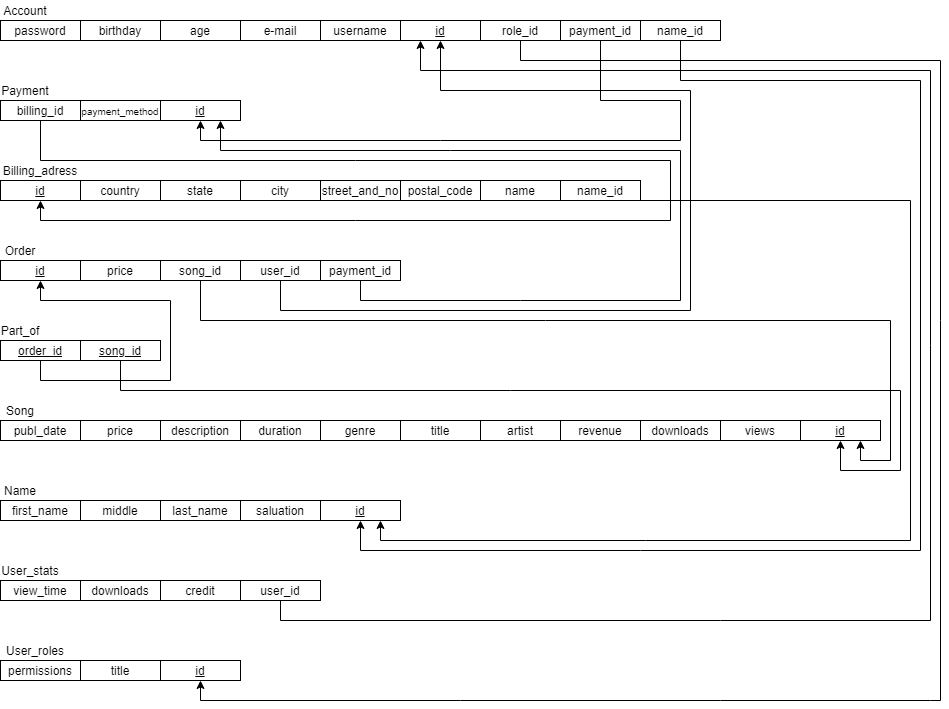 Account
password birthday age e-mail username id role_id payment_id name_id
Payment
billing_id payment_method id
Billing_adress
id country state city street_and_no postal_code name name_id
Order
id price song_id user_id payment_id
Part_of
order_id song_id
Song
publ_date price description duration genre title artist revenue downloads views id
Name
first_name middle last_name saluation id
User_stats
view_time downloads credit user_id
User_roles
permissions title id